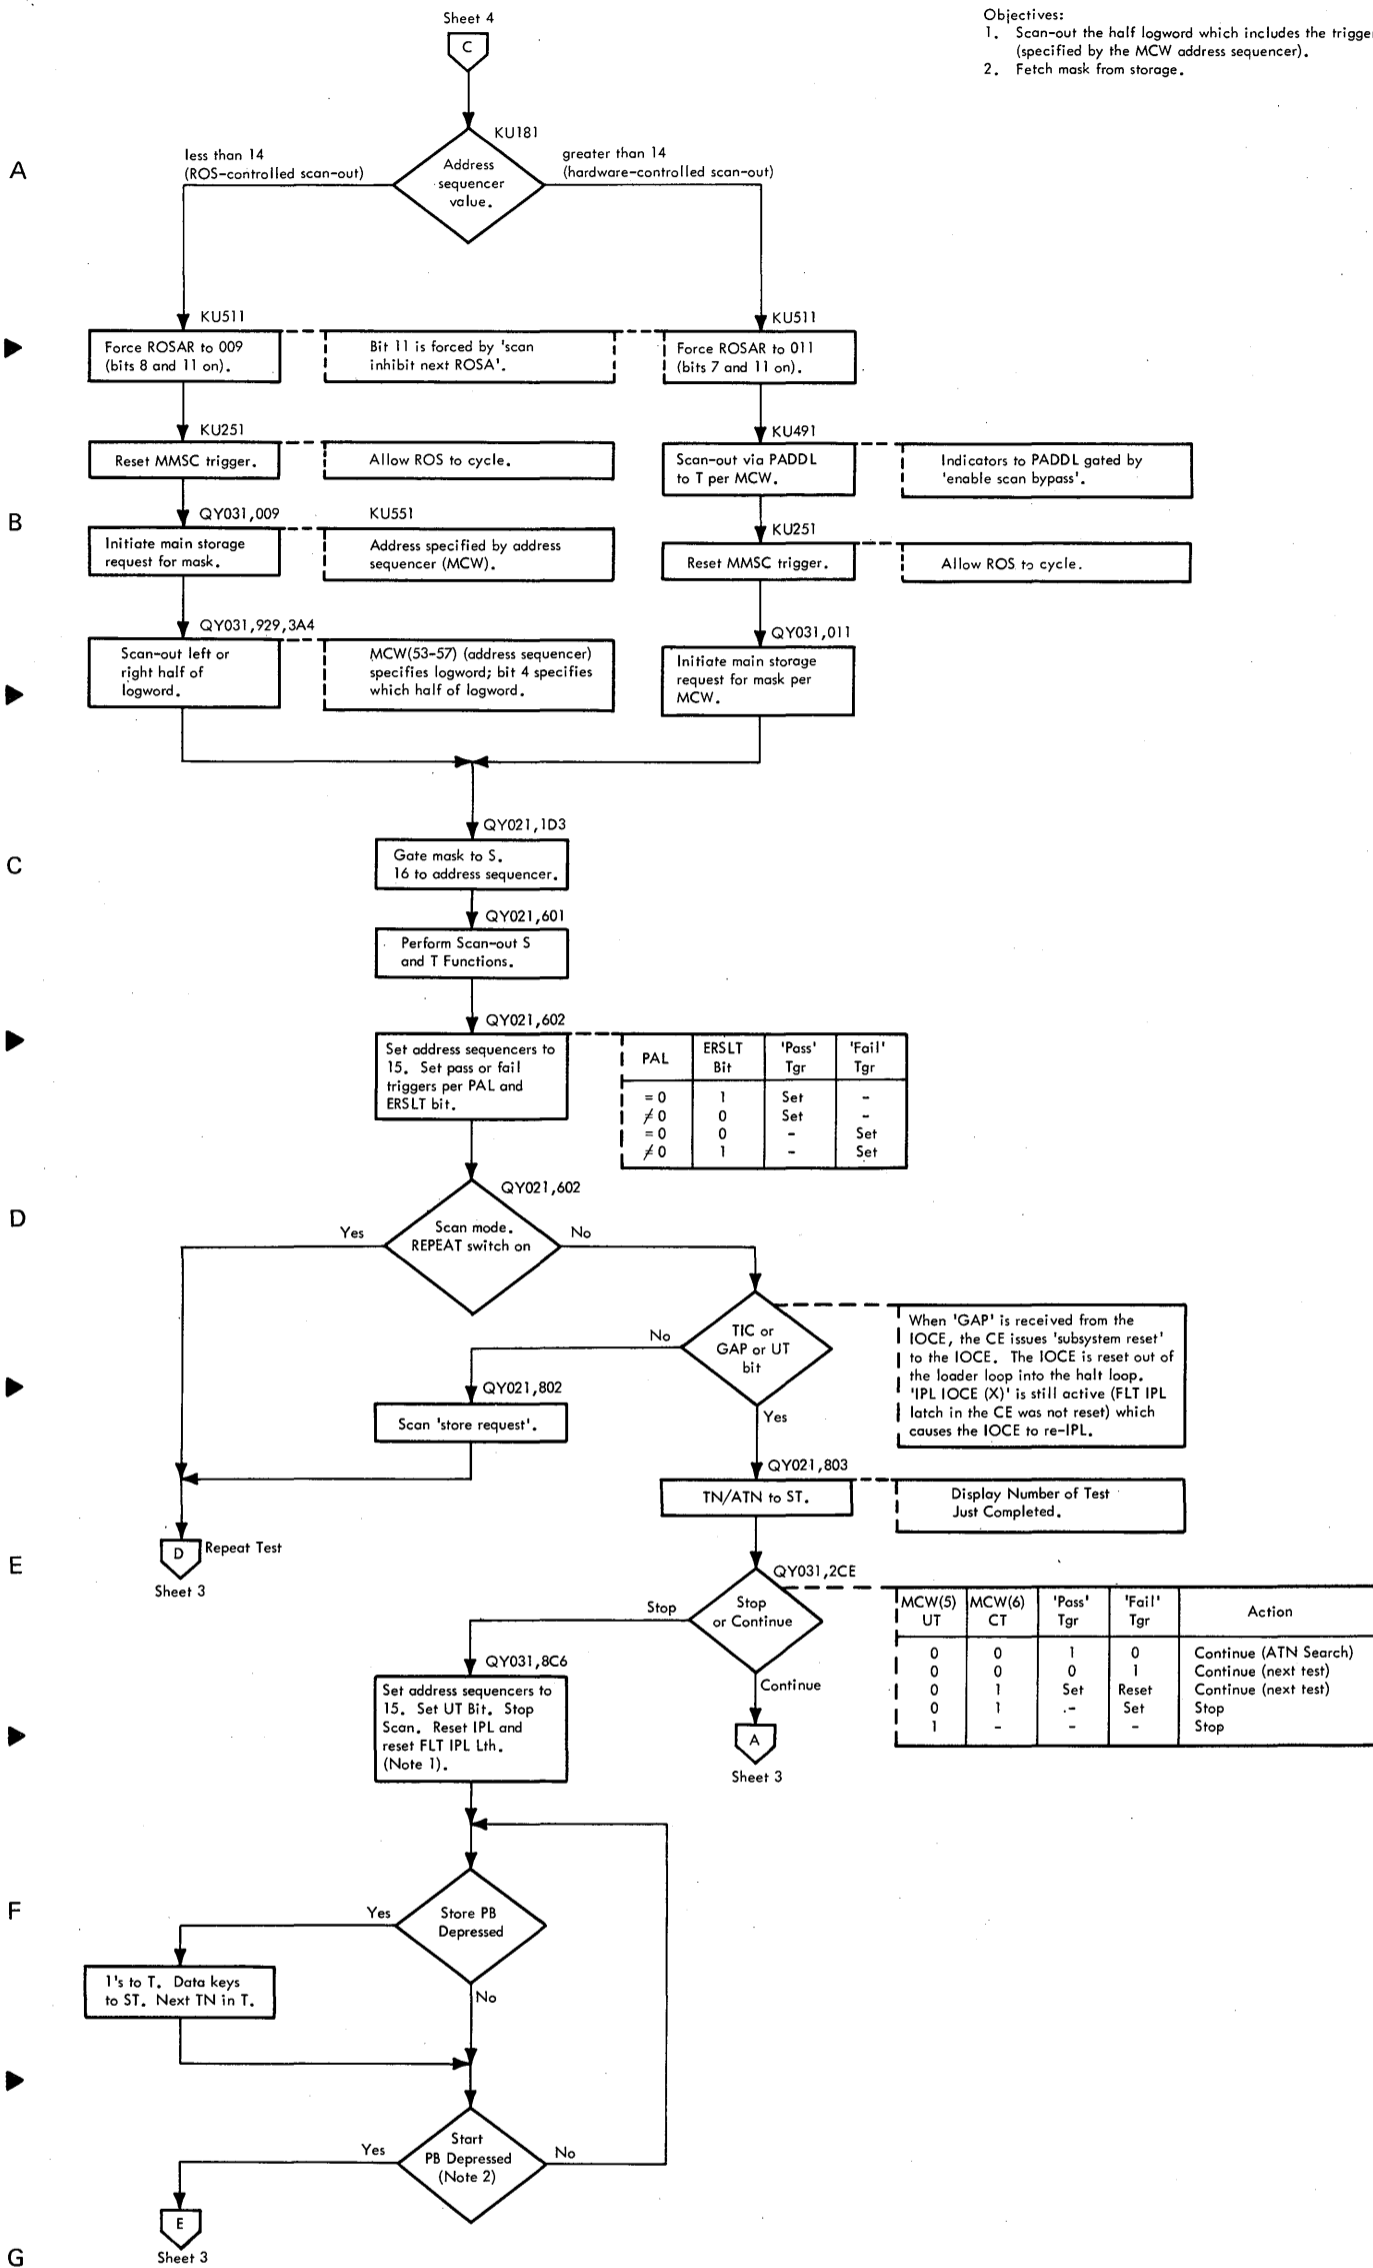 Sheet 4
C
Objectives:
1. Scan-out the half logword which includes the trigger
(specified by the MCW address sequencer).
2. Fetch mask from storage.
A
KU181
less than 14
(ROS-controlled scan-out)
Address
sequencer
value.
greater than 14
(hardware-controlled scan-out)
KU511
Force ROSAR to 009
(bits 8 and 11 on).
Bit 11 is forced by 'scan
inhibit next ROSA'.
KU511
Force ROSAR to 011
(bits 7 and 11 on).
KU251
Reset MMSC trigger.
Allow ROS to cycle.
KU491
Scan-out via PADDL
to T per MCW.
Indicators to PADDL gated by
'enable scan bypass'.
B
QY031,009
Initiate main storage
request for mask.
KU551
Address specified by address
sequencer (MCW).
KU251
Reset MMSC trigger.
Allow ROS to cycle.
QY031,929,3A4
Scan-out left or
right half of
logword.
MCW(53-57) (address sequencer)
specifies logword; bit 4 specifies
which half of logword.
QY031,011
Initiate main storage
request for mask per
MCW.
C
QY021,1D3
Gate mask to S.
16 to address sequencer.
QY021,601
Perform Scan-out S
and T Functions.
QY021,602
Set address sequencers to
15. Set pass or fail
triggers per PAL and
ERSLT bit.
PAL ERSLT Bit 'Pass' Tgr 'Fail' Tgr
= 0 1 Set -
≠ 0 0 Set -
= 0 0 - Set
≠ 0 1 - Set
D
QY021,602
Yes
Scan mode.
REPEAT switch on
No
TIC or
GAP or UT
bit
No
Yes
When 'GAP' is received from the
IOCE, the CE issues 'subsystem reset'
to the IOCE. The IOCE is reset out of
the loader loop into the halt loop.
'IPL IOCE (X)' is still active (FLT IPL
latch in the CE was not reset) which
causes the IOCE to re-IPL.
QY021,802
Scan 'store request'.
QY021,803
TN/ATN to ST.
Display Number of Test
Just Completed.
E
D
Repeat Test
Sheet 3
QY031,2CE
Stop
Stop
or Continue
Continue
A
Sheet 3
MCW(5) UT MCW(6) CT 'Pass' Tgr 'Fail' Tgr Action
0 0 1 0 Continue (ATN Search)
0 0 0 1 Continue (next test)
0 1 Set Reset Continue (next test)
0 1 - Set Stop
1 - - - Stop
QY031,8C6
Set address sequencers to
15. Set UT Bit. Stop
Scan. Reset IPL and
reset FLT IPL Lth.
(Note 1).
F
Yes
Store PB
Depressed
No
1's to T. Data keys
to ST. Next TN in T.
Yes
Start
PB Depressed
(Note 2)
No
E
Sheet 3
G